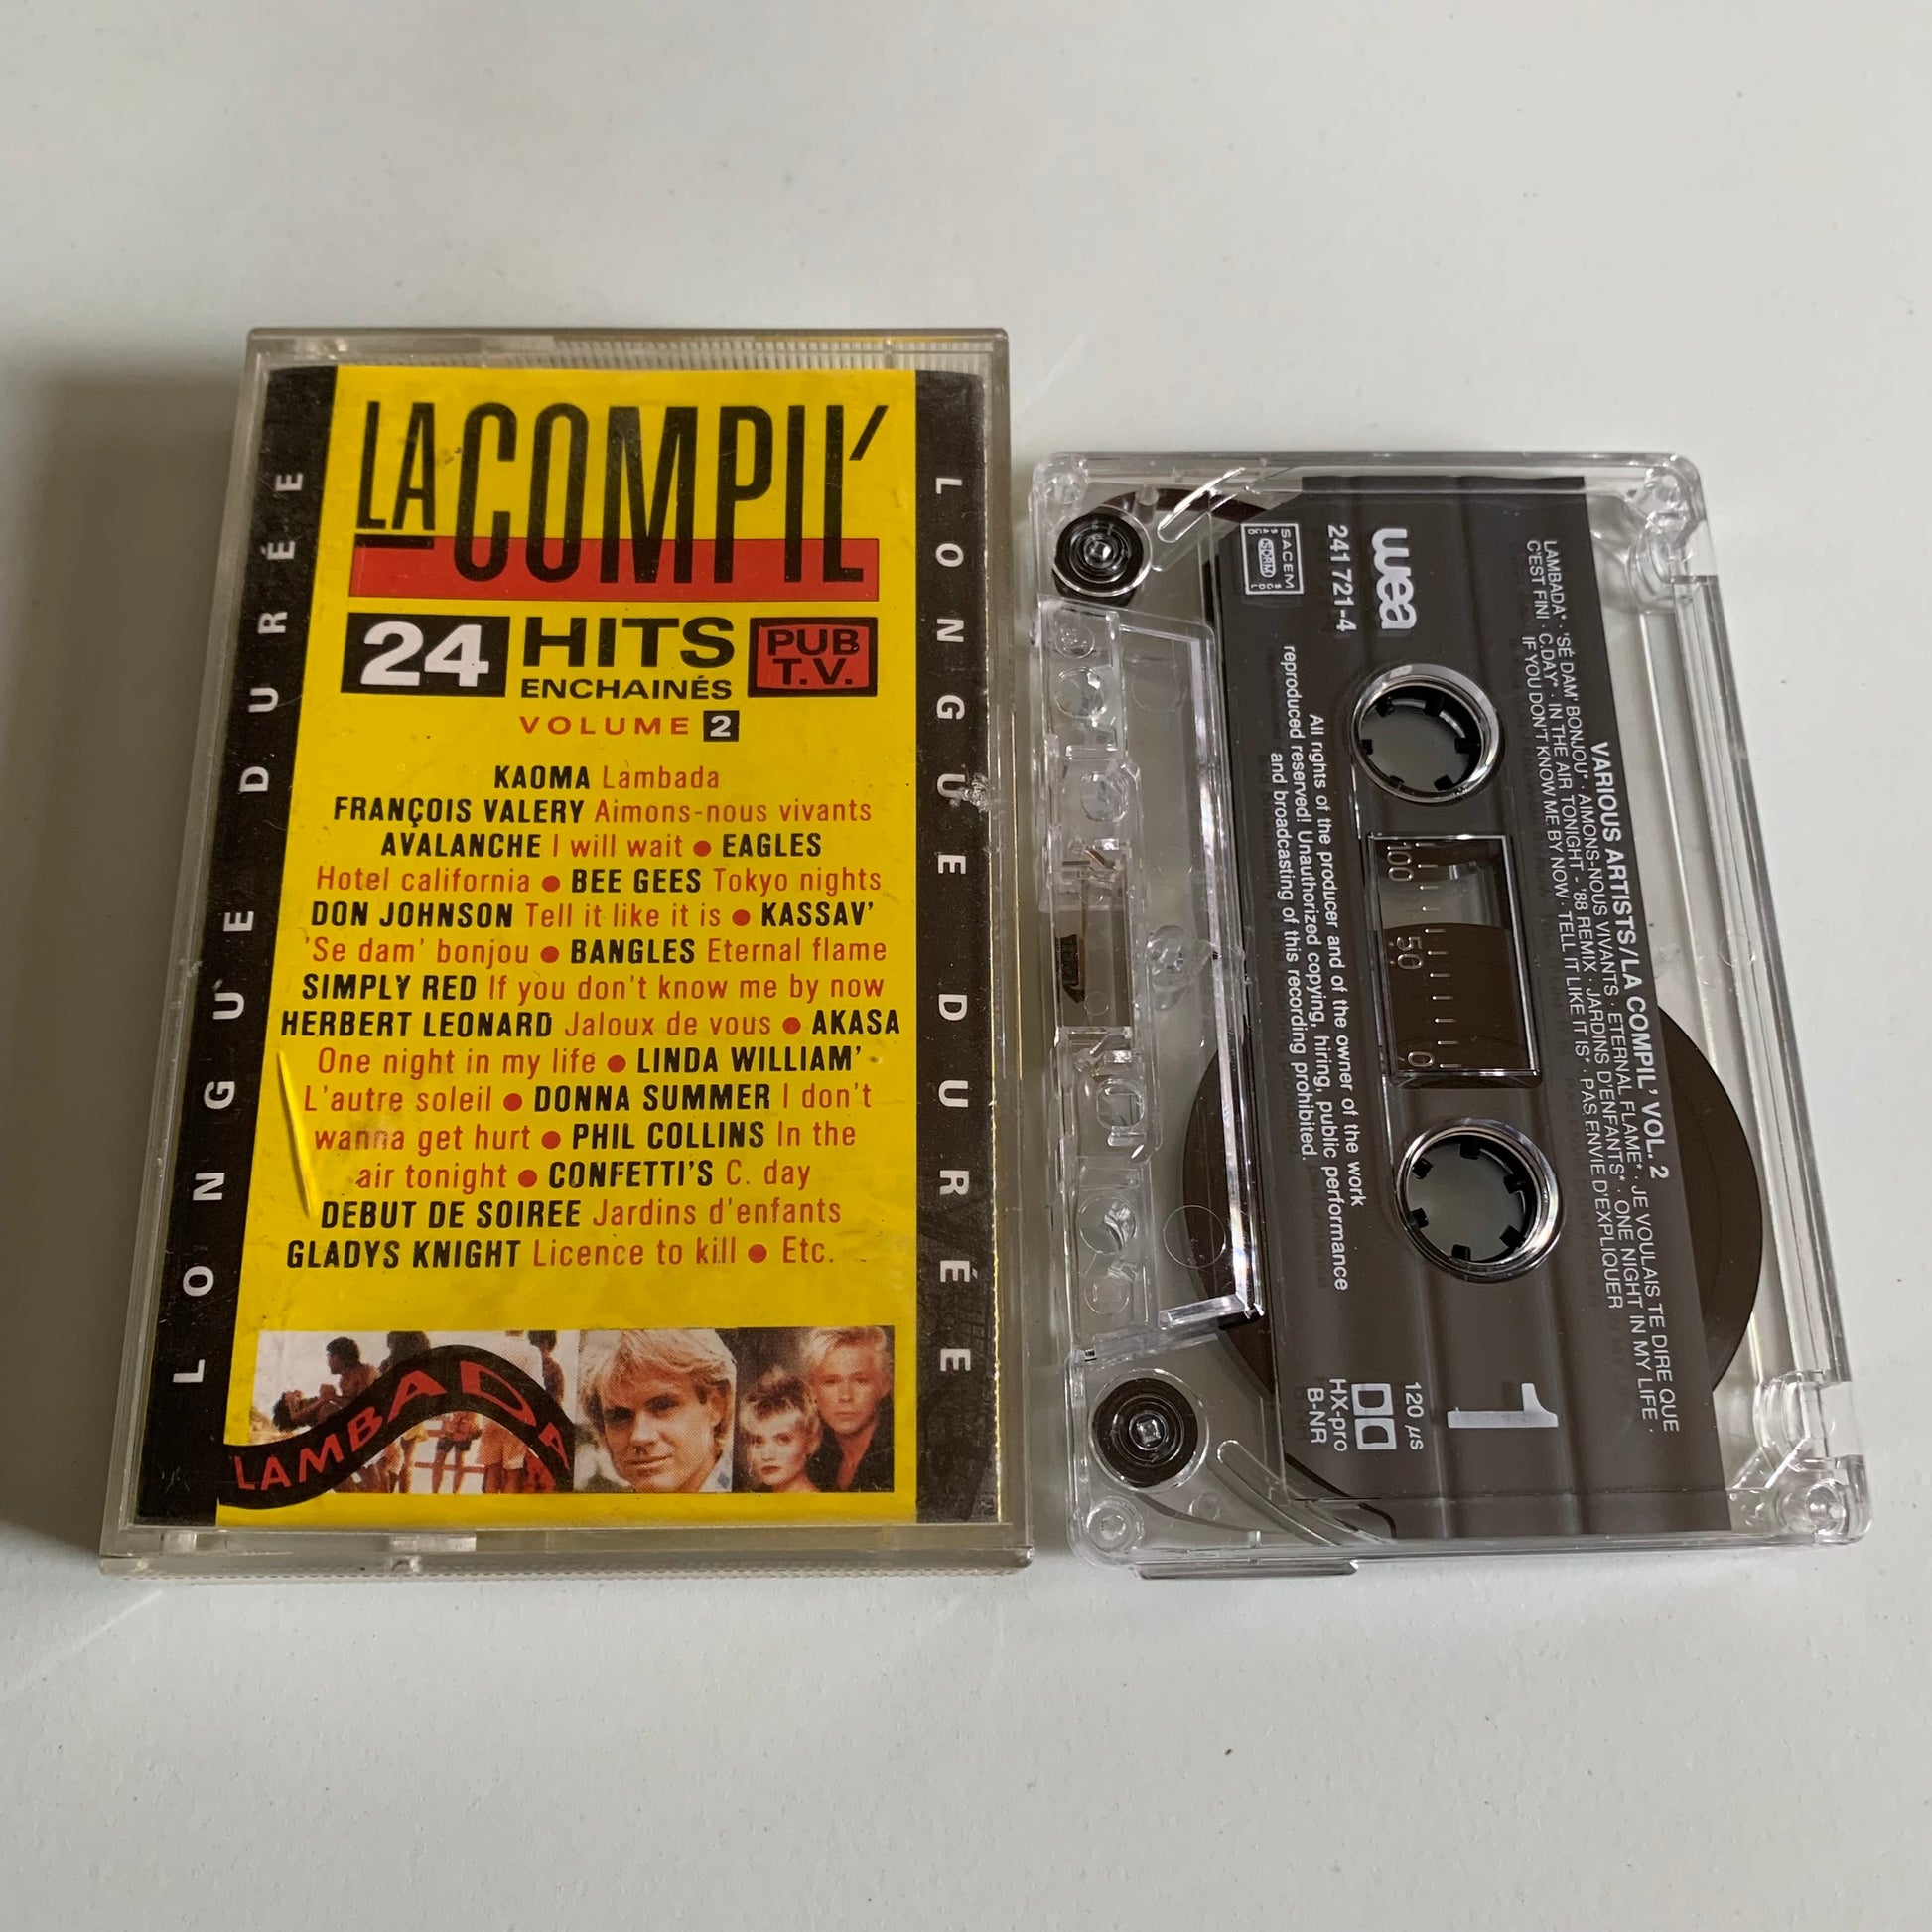 LA COMPIL'
24 HITS ENCHAINÉS
PUB T.V.
VOLUME 2
KAOMA Lambada
FRANÇOIS VALERY Aimons-nous vivants
AVALANCHE I will wait ● EAGLES
Hotel california ● BEE GEES Tokyo nights
DON JOHNSON Tell it like it is ● KASSAV'
'Se dam' bonjou ● BANGLES Eternal flame
SIMPLY RED If you don't know me by now
HERBERT LEONARD Jaloux de vous ● AKASA
One night in my life ● LINDA WILLIAM'
L'autre soleil ● DONNA SUMMER I don't
wanna get hurt ● PHIL COLLINS In the
air tonight ● CONFETTI'S C. day
DEBUT DE SOIREE Jardins d'enfants
GLADYS KNIGHT Licence to kill ● Etc.
LAMBADA
LONGUE DURÉE
LONGUE DURÉE
VARIOUS ARTISTS/LA COMPIL' VOL. 2
LAMBADA* · 'SÉ DAM' BONJOU* · AIMONS-NOUS VIVANTS · ETERNAL FLAME* · JE VOULAIS TE DIRE QUE
C'EST FINI · C.DAY* · IN THE AIR TONIGHT - '88 REMIX · JARDINS D'ENFANTS* · ONE NIGHT IN MY LIFE ·
IF YOU DON'T KNOW ME BY NOW · TELL IT LIKE IT IS* · PAS ENVIE D'EXPLIQUER
wea
241 721-4
SACEM
SDRM
100 50 0
1
120 µs
HX-pro
B-NR
All rights of the producer and of the owner of the work
reproduced reserved! Unauthorized copying, hiring, public performance
and broadcasting of this recording prohibited.